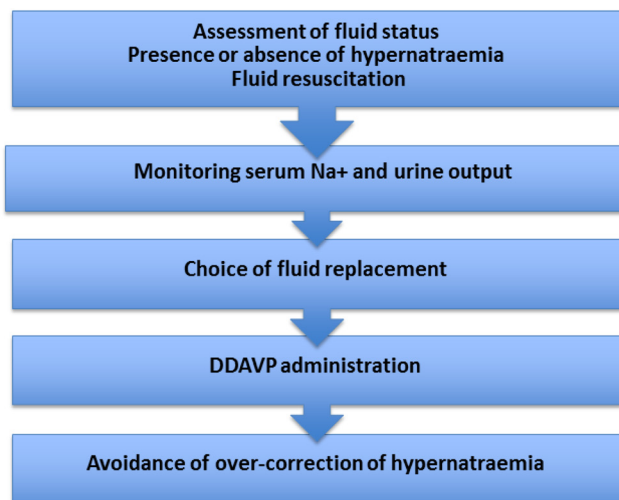 Assessment of fluid status
Presence or absence of hypernatraemia
Fluid resuscitation
Monitoring serum Na+ and urine output
Choice of fluid replacement
DDAVP administration
Avoidance of over-correction of hypernatraemia